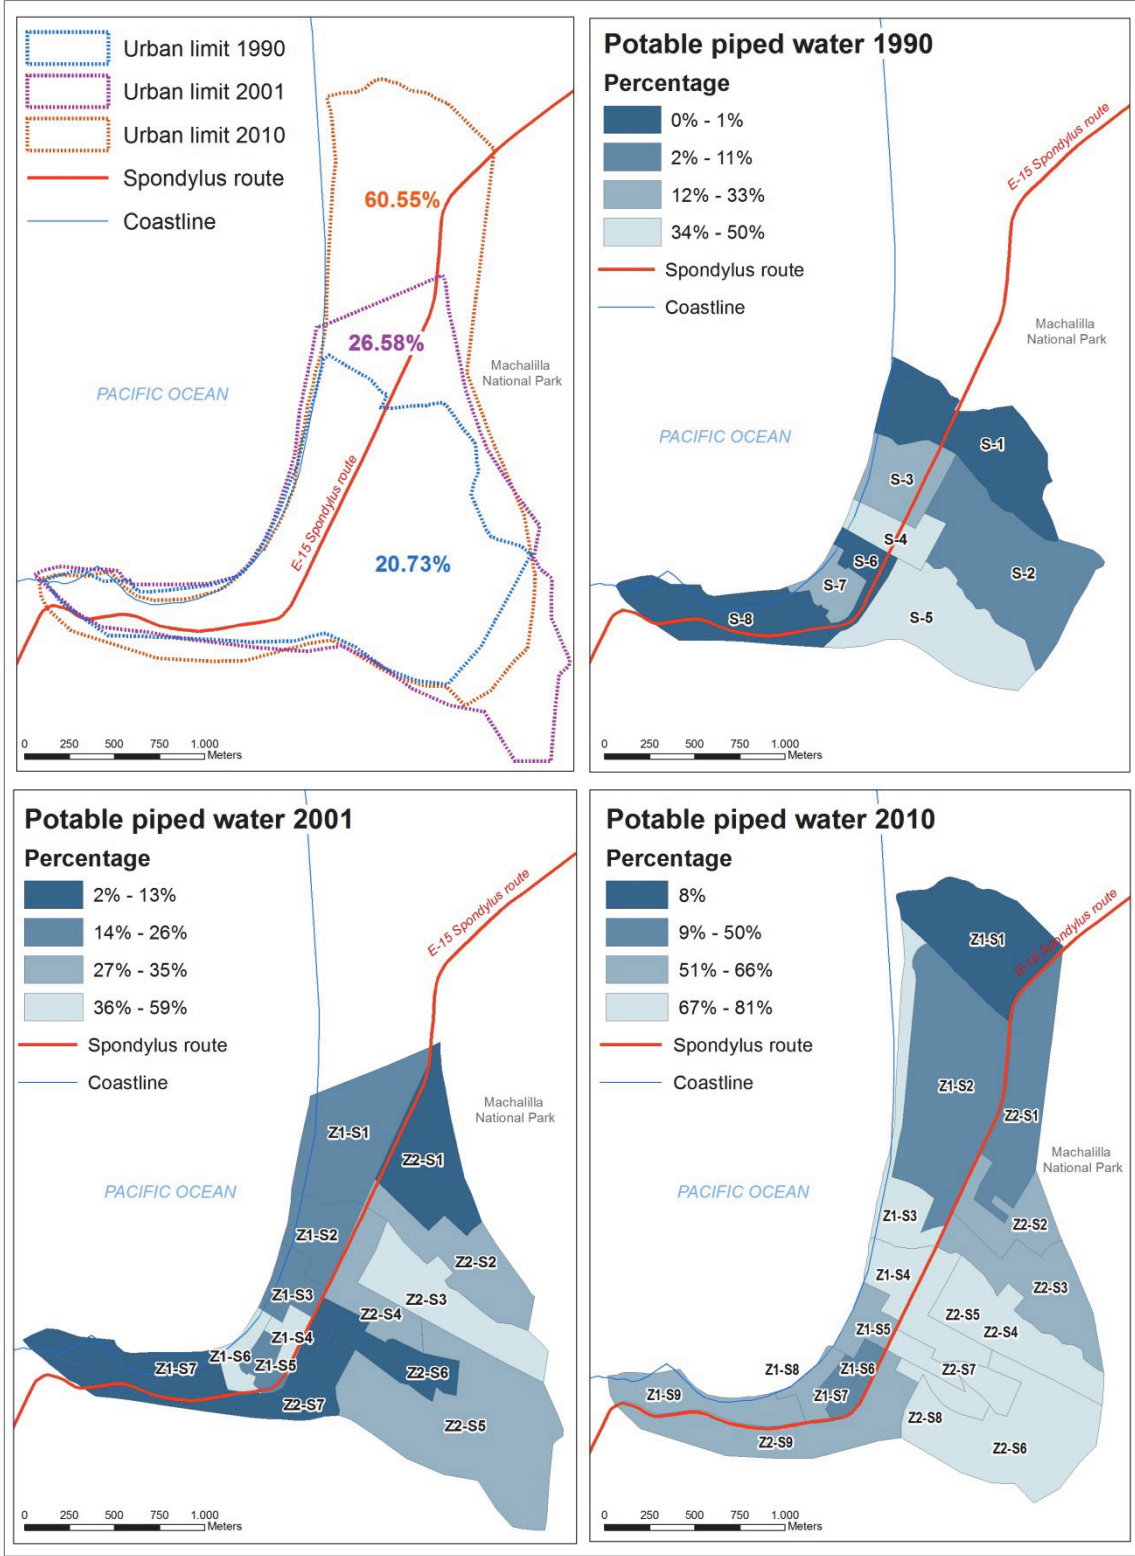 Urban limit 1990
Urban limit 2001
Urban limit 2010
Spondylus route
Coastline
60.55%
26.58%
20.73%
PACIFIC OCEAN
Machalilla
National Park
E-15 Spondylus route
0 250 500 750 1.000
Meters
Potable piped water 1990
Percentage
0% - 1%
2% - 11%
12% - 33%
34% - 50%
Spondylus route
Coastline
E-15 Spondylus route
Machalilla
National Park
PACIFIC OCEAN
S-1
S-3
S-4
S-6
S-2
S-7
S-8
S-5
0 250 500 750 1.000
Meters
Potable piped water 2001
Percentage
2% - 13%
14% - 26%
27% - 35%
36% - 59%
Spondylus route
Coastline
E-15 Spondylus route
Machalilla
National Park
PACIFIC OCEAN
Z1-S1
Z2-S1
Z1-S2
Z2-S2
Z1-S3
Z2-S3
Z2-S4
Z1-S4
Z1-S6
Z1-S5
Z1-S7
Z2-S6
Z2-S7
Z2-S5
0 250 500 750 1.000
Meters
Potable piped water 2010
Percentage
8%
9% - 50%
51% - 66%
67% - 81%
Spondylus route
Coastline
E-15 Spondylus route
Machalilla
National Park
PACIFIC OCEAN
Z1-S1
Z1-S2
Z2-S1
Z1-S3
Z2-S2
Z1-S4
Z2-S3
Z2-S5
Z1-S5
Z2-S4
Z1-S8
Z1-S6
Z2-S7
Z1-S9
Z1-S7
Z2-S8
Z2-S9
Z2-S6
0 250 500 750 1.000
Meters